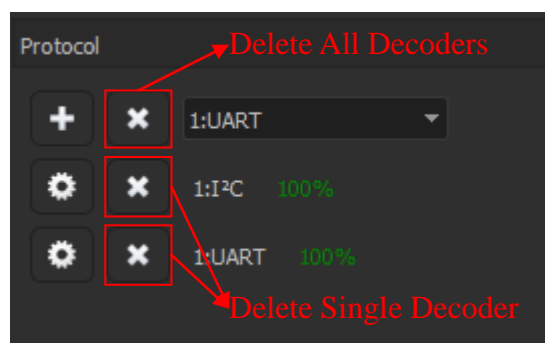 Protocol
Delete All Decoders
1:UART
1:I²C 100%
1:UART 100%
Delete Single Decoder